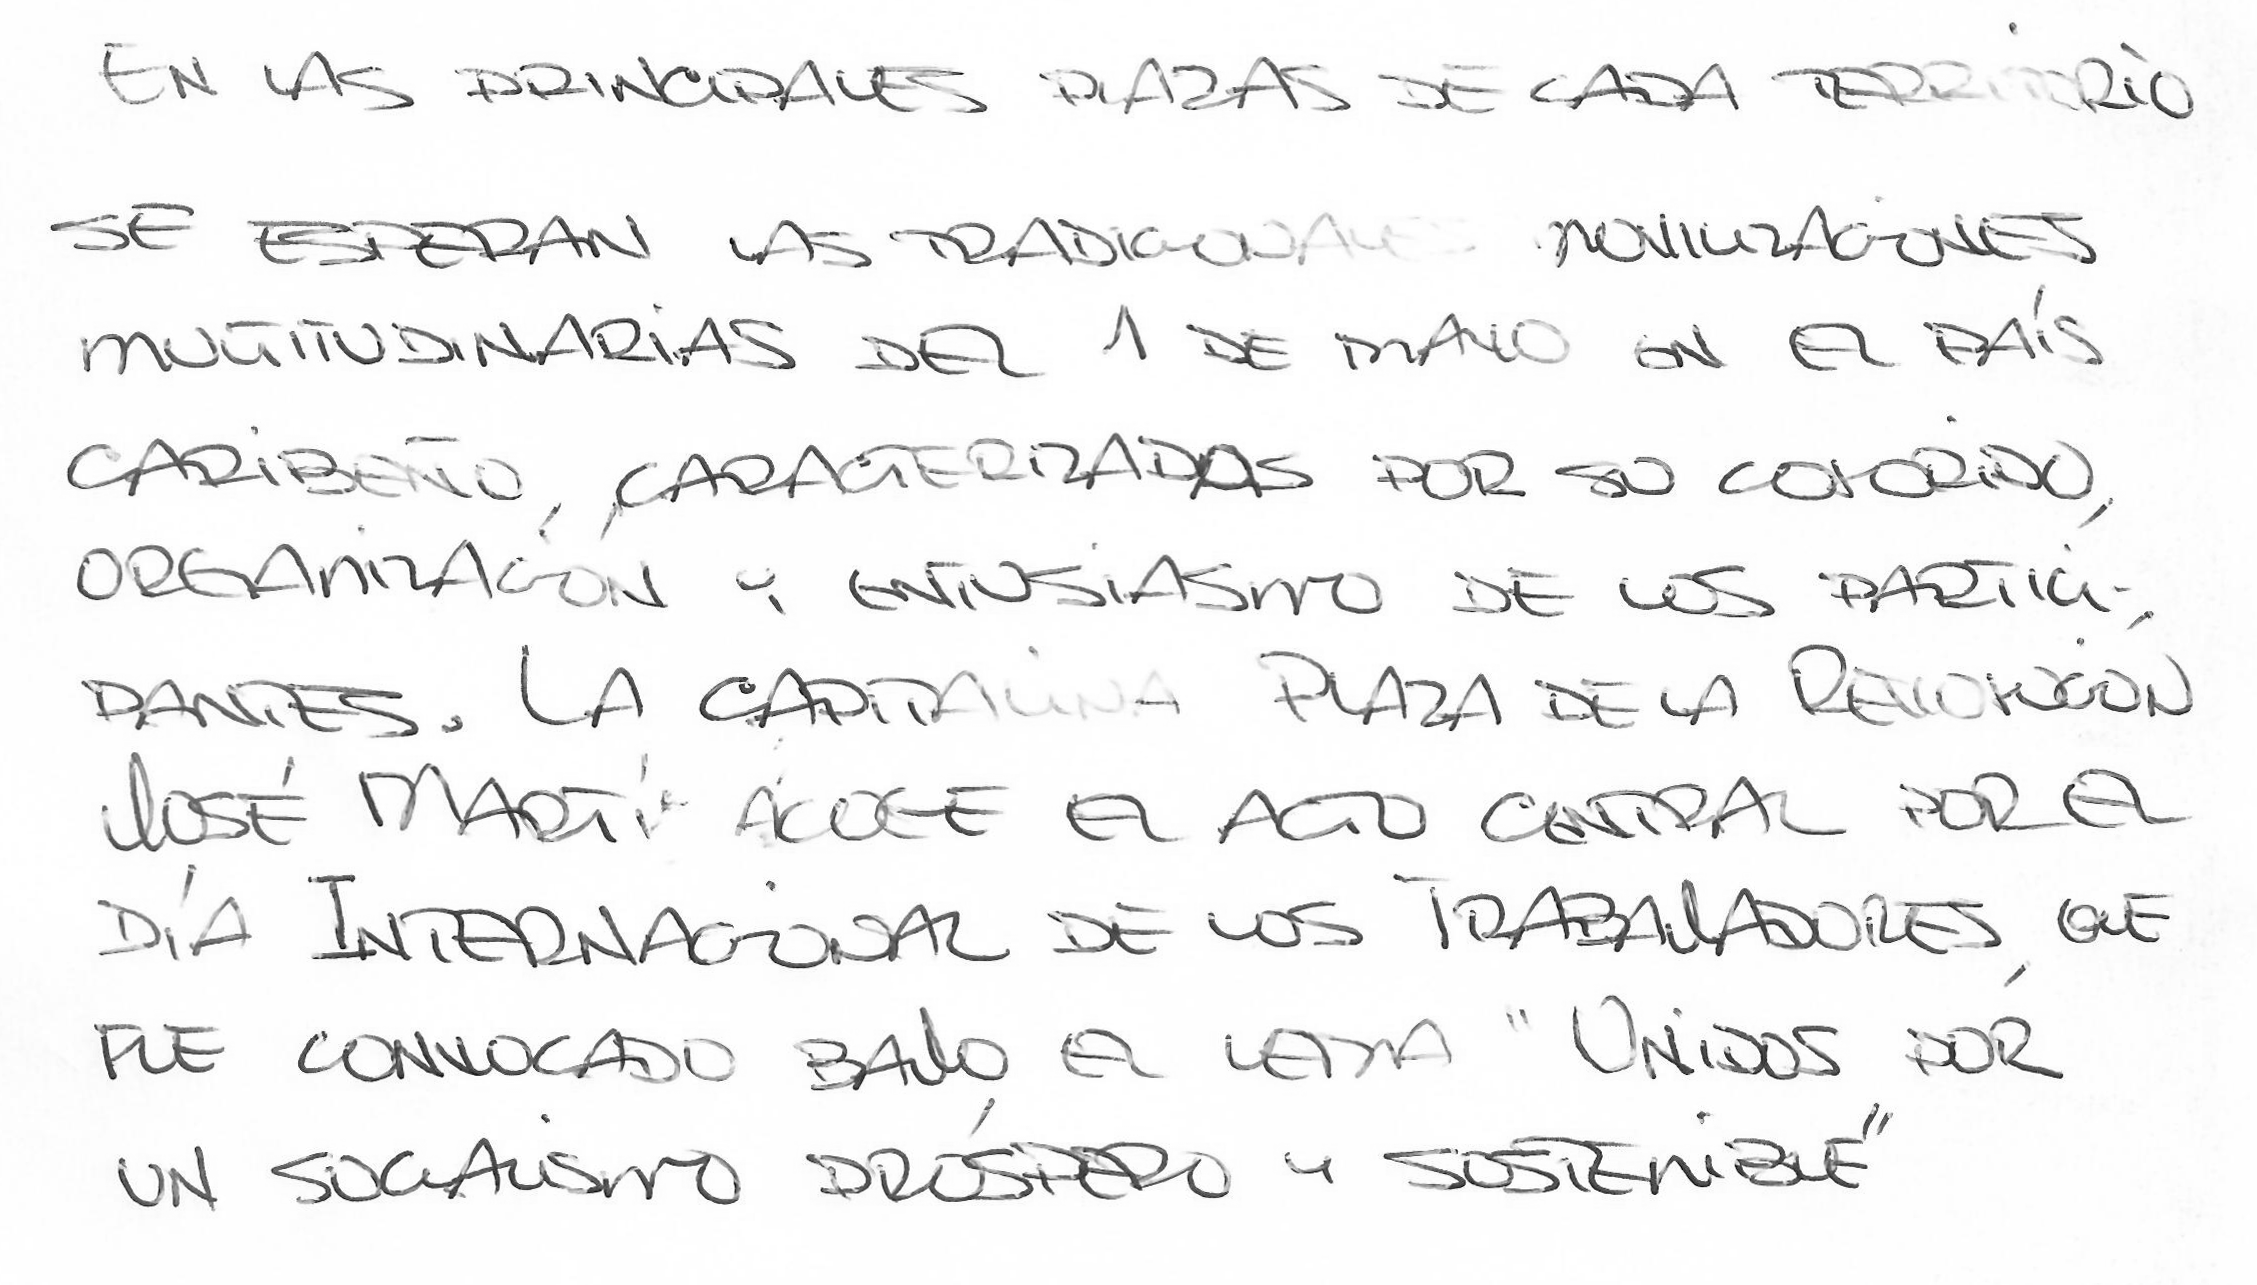 EN LAS PRINCIPALES PLAZAS DE CADA TERRITORIO
SE ESPERAN LAS TRADICIONALES MOVILIZACIONES
MULTITUDINARIAS DEL 1 DE MAYO EN EL PAÍS
CARIBEÑO, CARACTERIZADAS POR SU COLORIDO,
ORGANIZACIÓN Y ENTUSIASMO DE LOS PARTICI-
PANTES. LA CAPITALINA PLAZA DE LA REVOLUCIÓN
JOSÉ MARTÍ ACOGE EL ACTO CENTRAL POR EL
DÍA INTERNACIONAL DE LOS TRABAJADORES, QUE
FUE CONVOCADO BAJO EL LEMA "UNIDOS POR
UN SOCIALISMO PRÓSPERO Y SOSTENIBLE"